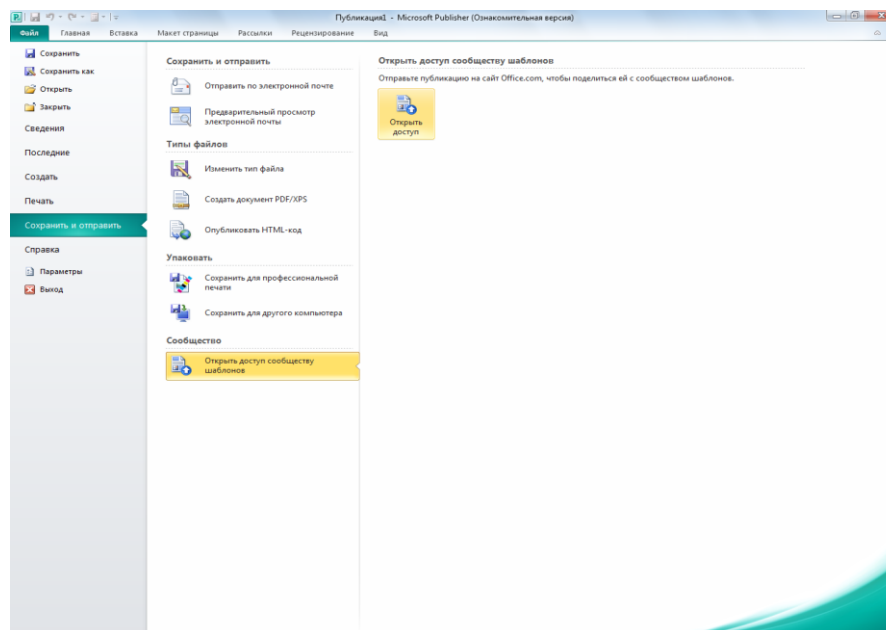 Публикация1 - Microsoft Publisher (Ознакомительная версия)
Файл Главная Вставка Макет страницы Рассылки Рецензирование Вид
Сохранить
Сохранить как
Открыть
Закрыть
Сведения
Последние
Создать
Печать
Сохранить и отправить
Справка
Параметры
Выход
Сохранить и отправить
Отправить по электронной почте
Предварительный просмотр
электронной почты
Типы файлов
Изменить тип файла
Создать документ PDF/XPS
Опубликовать HTML-код
Упаковать
Сохранить для профессиональной
печати
Сохранить для другого компьютера
Сообщество
Открыть доступ сообществу
шаблонов
Открыть доступ сообществу шаблонов
Отправьте публикацию на сайт Office.com, чтобы поделиться ей с сообществом шаблонов.
Открыть
доступ